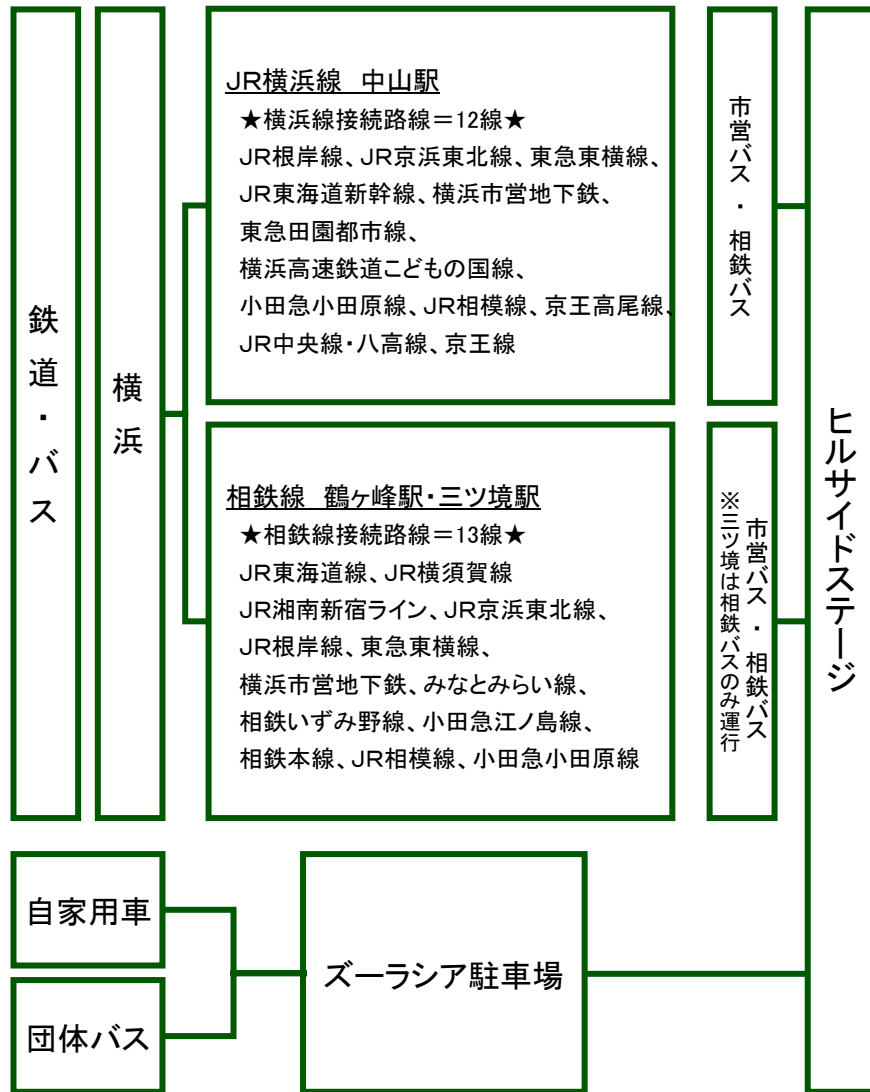 鉄道・バス
横浜
JR横浜線　中山駅
★横浜線接続路線＝12線★
JR根岸線、JR京浜東北線、東急東横線、
JR東海道新幹線、横浜市営地下鉄、
東急田園都市線、
横浜高速鉄道こどもの国線、
小田急小田原線、JR相模線、京王高尾線、
JR中央線・八高線、京王線
市営バス・相鉄バス
相鉄線　鶴ヶ峰駅・三ツ境駅
★相鉄線接続路線＝13線★
JR東海道線、JR横須賀線
JR湘南新宿ライン、JR京浜東北線、
JR根岸線、東急東横線、
横浜市営地下鉄、みなとみらい線、
相鉄いずみ野線、小田急江ノ島線、
相鉄本線、JR相模線、小田急小田原線
市営バス・相鉄バス
※三ツ境は相鉄バスのみ運行
ヒルサイドステージ
自家用車
団体バス
ズーラシア駐車場